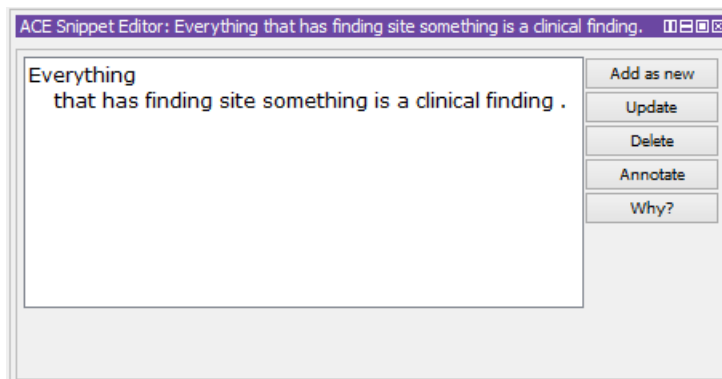 ACE Snippet Editor: Everything that has finding site something is a clinical finding.
Everything
that has finding site something is a clinical finding .
Add as new
Update
Delete
Annotate
Why?